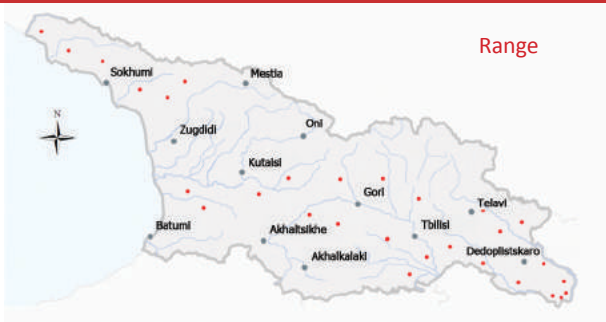 Range
Sokhumi
Mestia
N
Zugdidi
Oni
Kutaisi
Gori
Telavi
Batumi
Akhaltsikhe
Tbilisi
Dedoplistskaro
Akhalkalaki